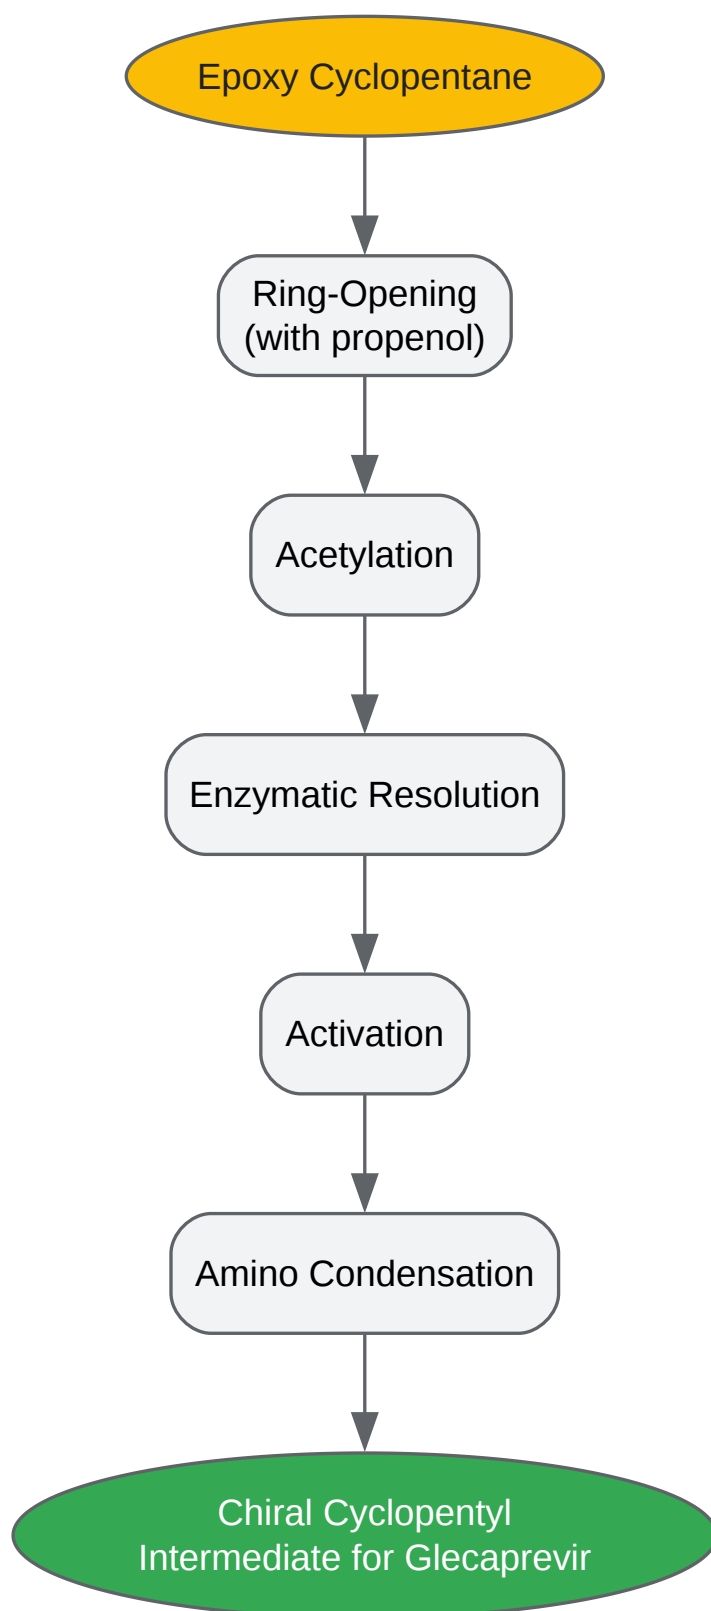 Epoxy Cyclopentane
Ring-Opening
(with propenol)
Acetylation
Enzymatic Resolution
Activation
Amino Condensation
Chiral Cyclopentyl
Intermediate for Glecaprevir